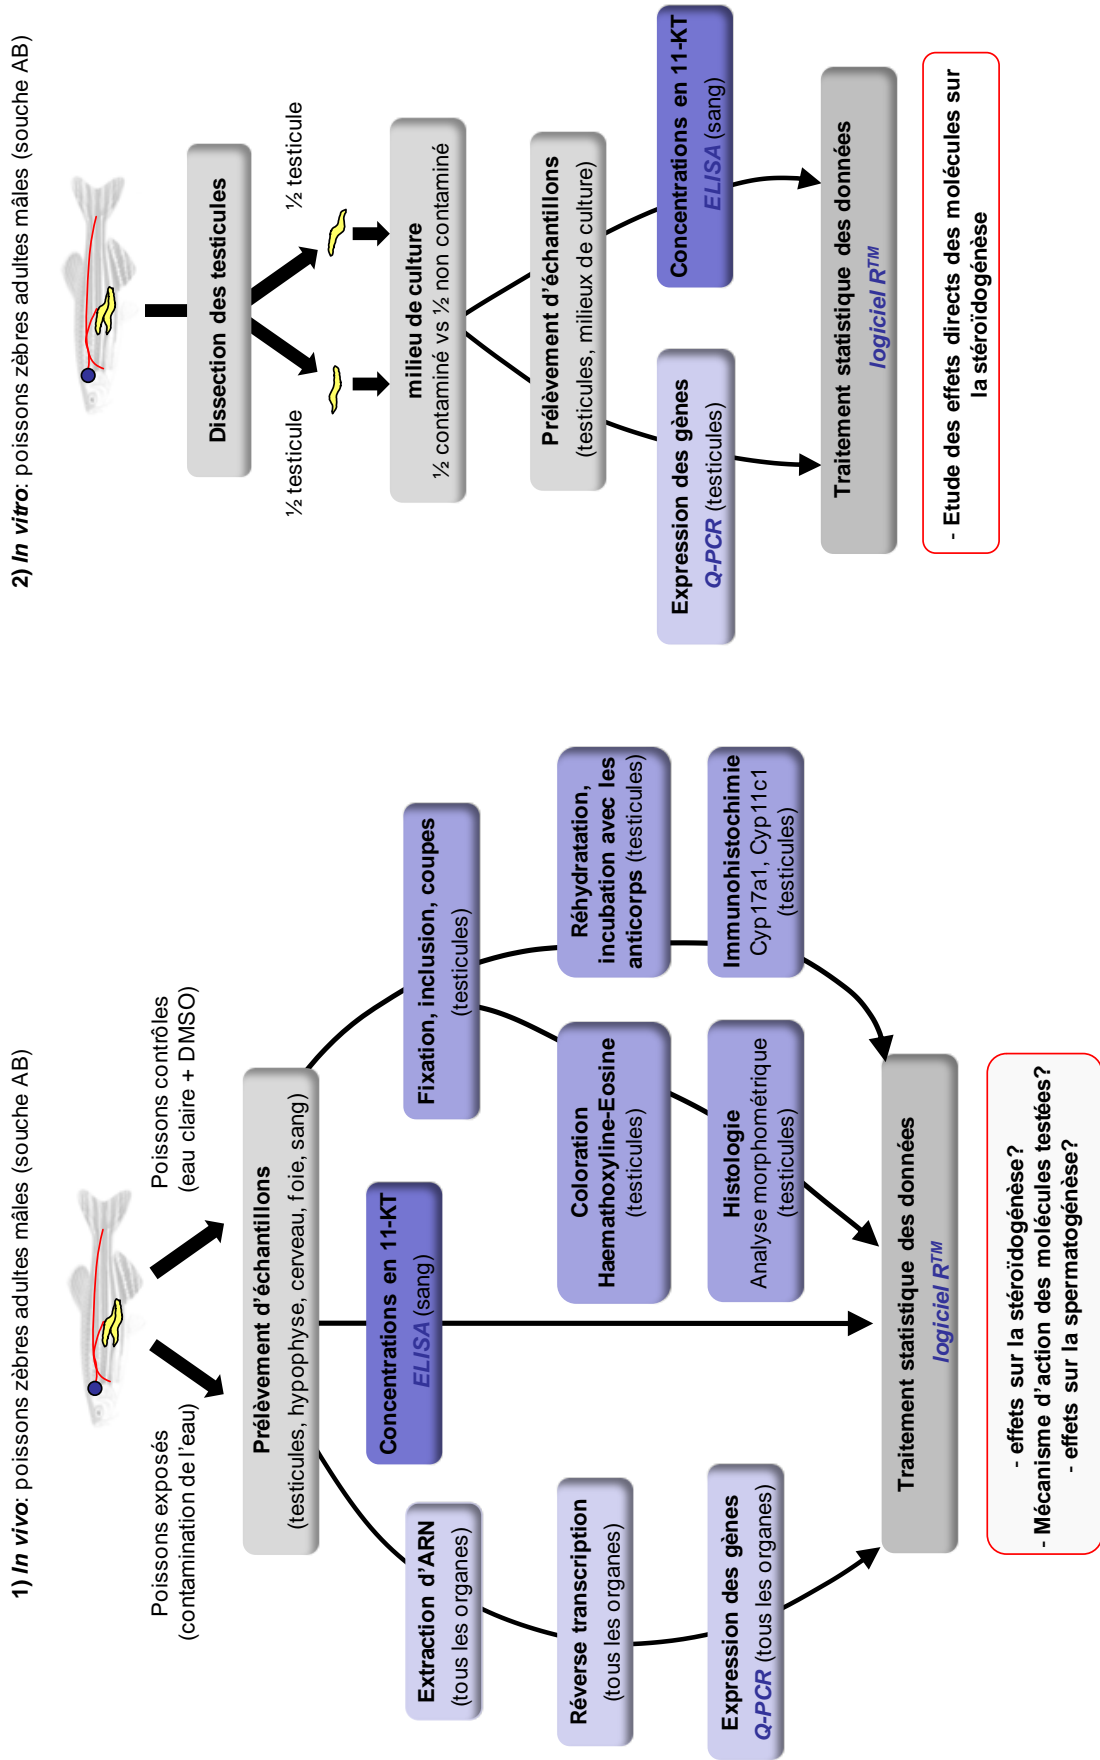 1) In vivo: poissons zèbres adultes mâles (souche AB)
Poissons exposés
(contamination de l'eau)
Poissons contrôles
(eau claire + DMSO)
Prélèvement d'échantillons
(testicules, hypophyse, cerveau, foie, sang)
Extraction d'ARN
(tous les organes)
Réverse transcription
(tous les organes)
Expression des gènes
Q-PCR (tous les organes)
Concentrations en 11-KT
ELISA (sang)
Fixation, inclusion, coupes
(testicules)
Coloration
Haemathoxyline-Eosine
(testicules)
Histologie
Analyse morphométrique
(testicules)
Réhydratation,
incubation avec les
anticorps (testicules)
Immunohistochimie
Cyp17a1, Cyp11c1
(testicules)
Traitement statistique des données
logiciel R™
- effets sur la stéroïdogénèse?
- Mécanisme d'action des molécules testées?
- effets sur la spermatogénèse?
2) In vitro: poissons zèbres adultes mâles (souche AB)
Dissection des testicules
½ testicule
½ testicule
milieu de culture
½ contaminé vs ½ non contaminé
Prélèvement d'échantillons
(testicules, milieux de culture)
Expression des gènes
Q-PCR (testicules)
Concentrations en 11-KT
ELISA (sang)
Traitement statistique des données
logiciel R™
- Etude des effets directs des molécules sur
la stéroïdogénèse